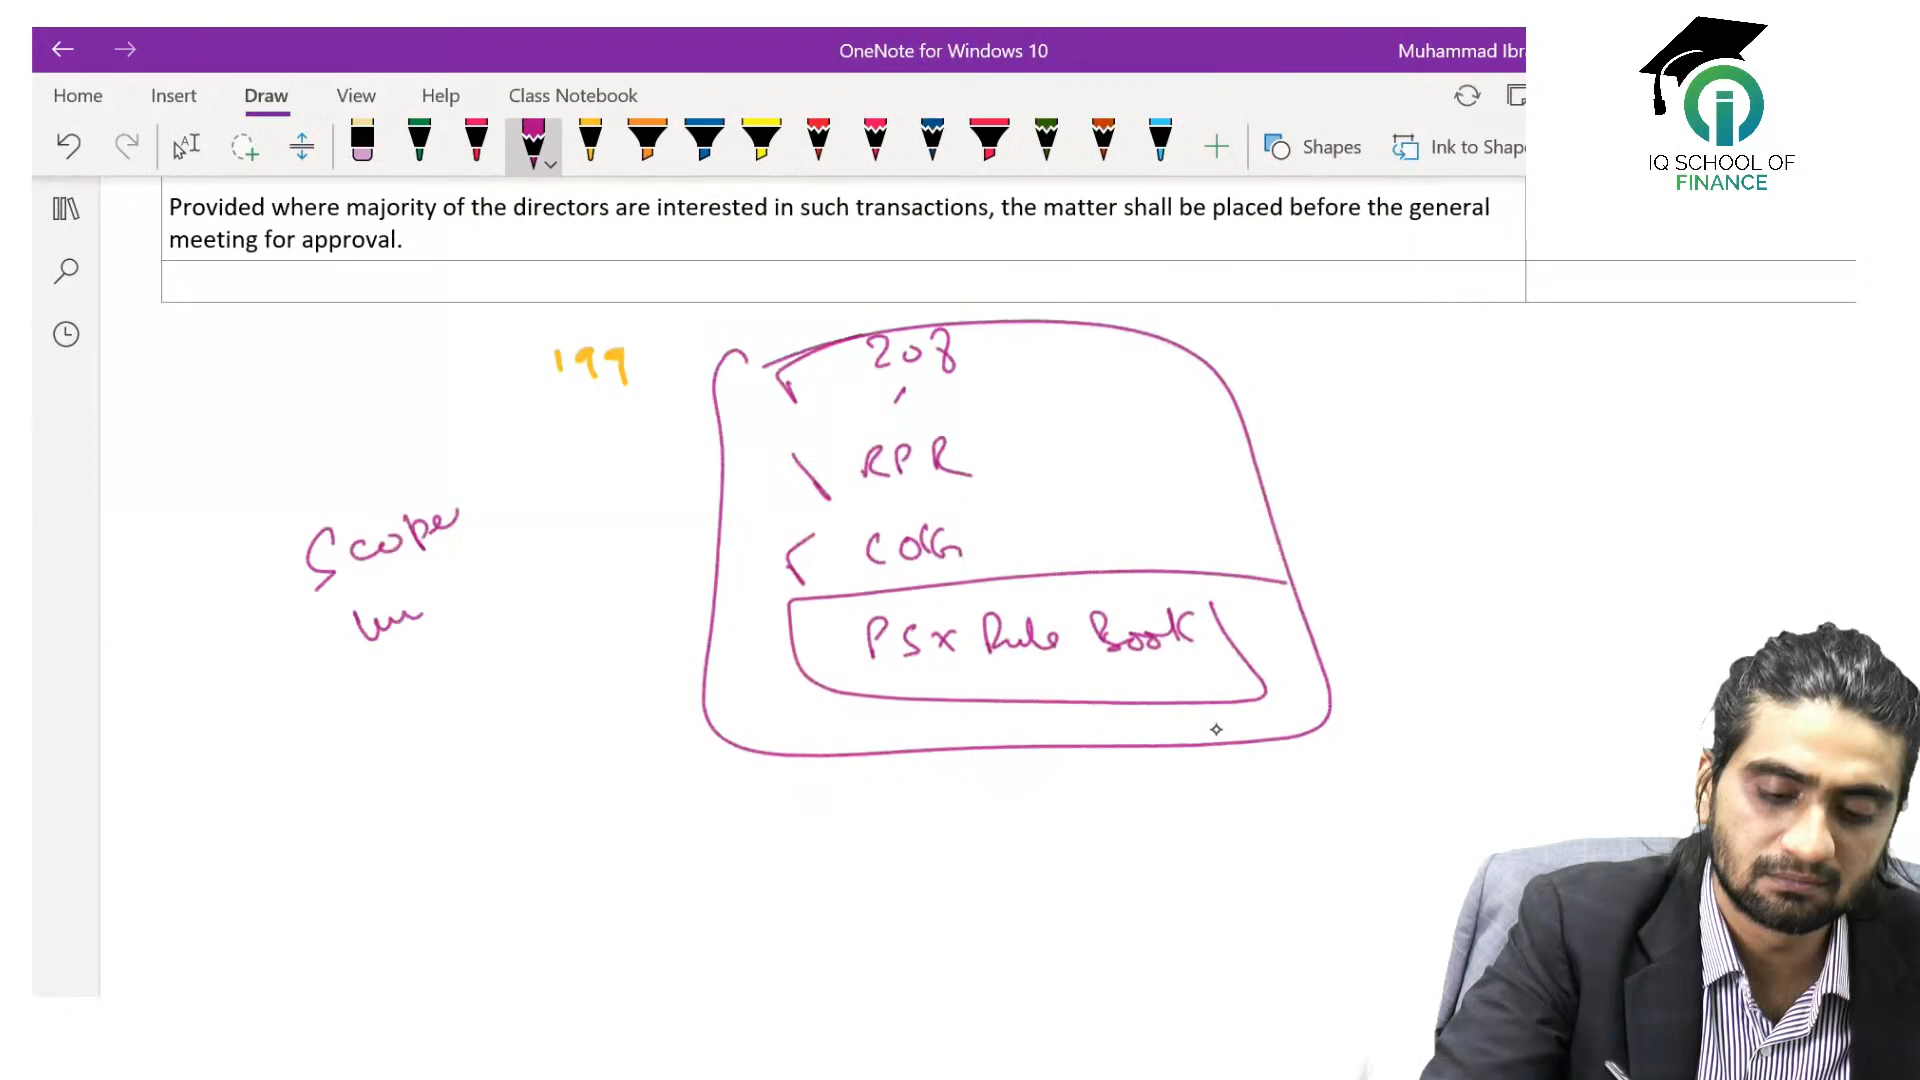 OneNote for Windows 10
Muhammad Ibr
Home Insert Draw View Help Class Notebook
Shapes Ink to Shap
IQ SCHOOL OF
FINANCE
Provided where majority of the directors are interested in such transactions, the matter shall be placed before the general
meeting for approval.
199
208
RPR
COCG
Scope
PSX Rule Book